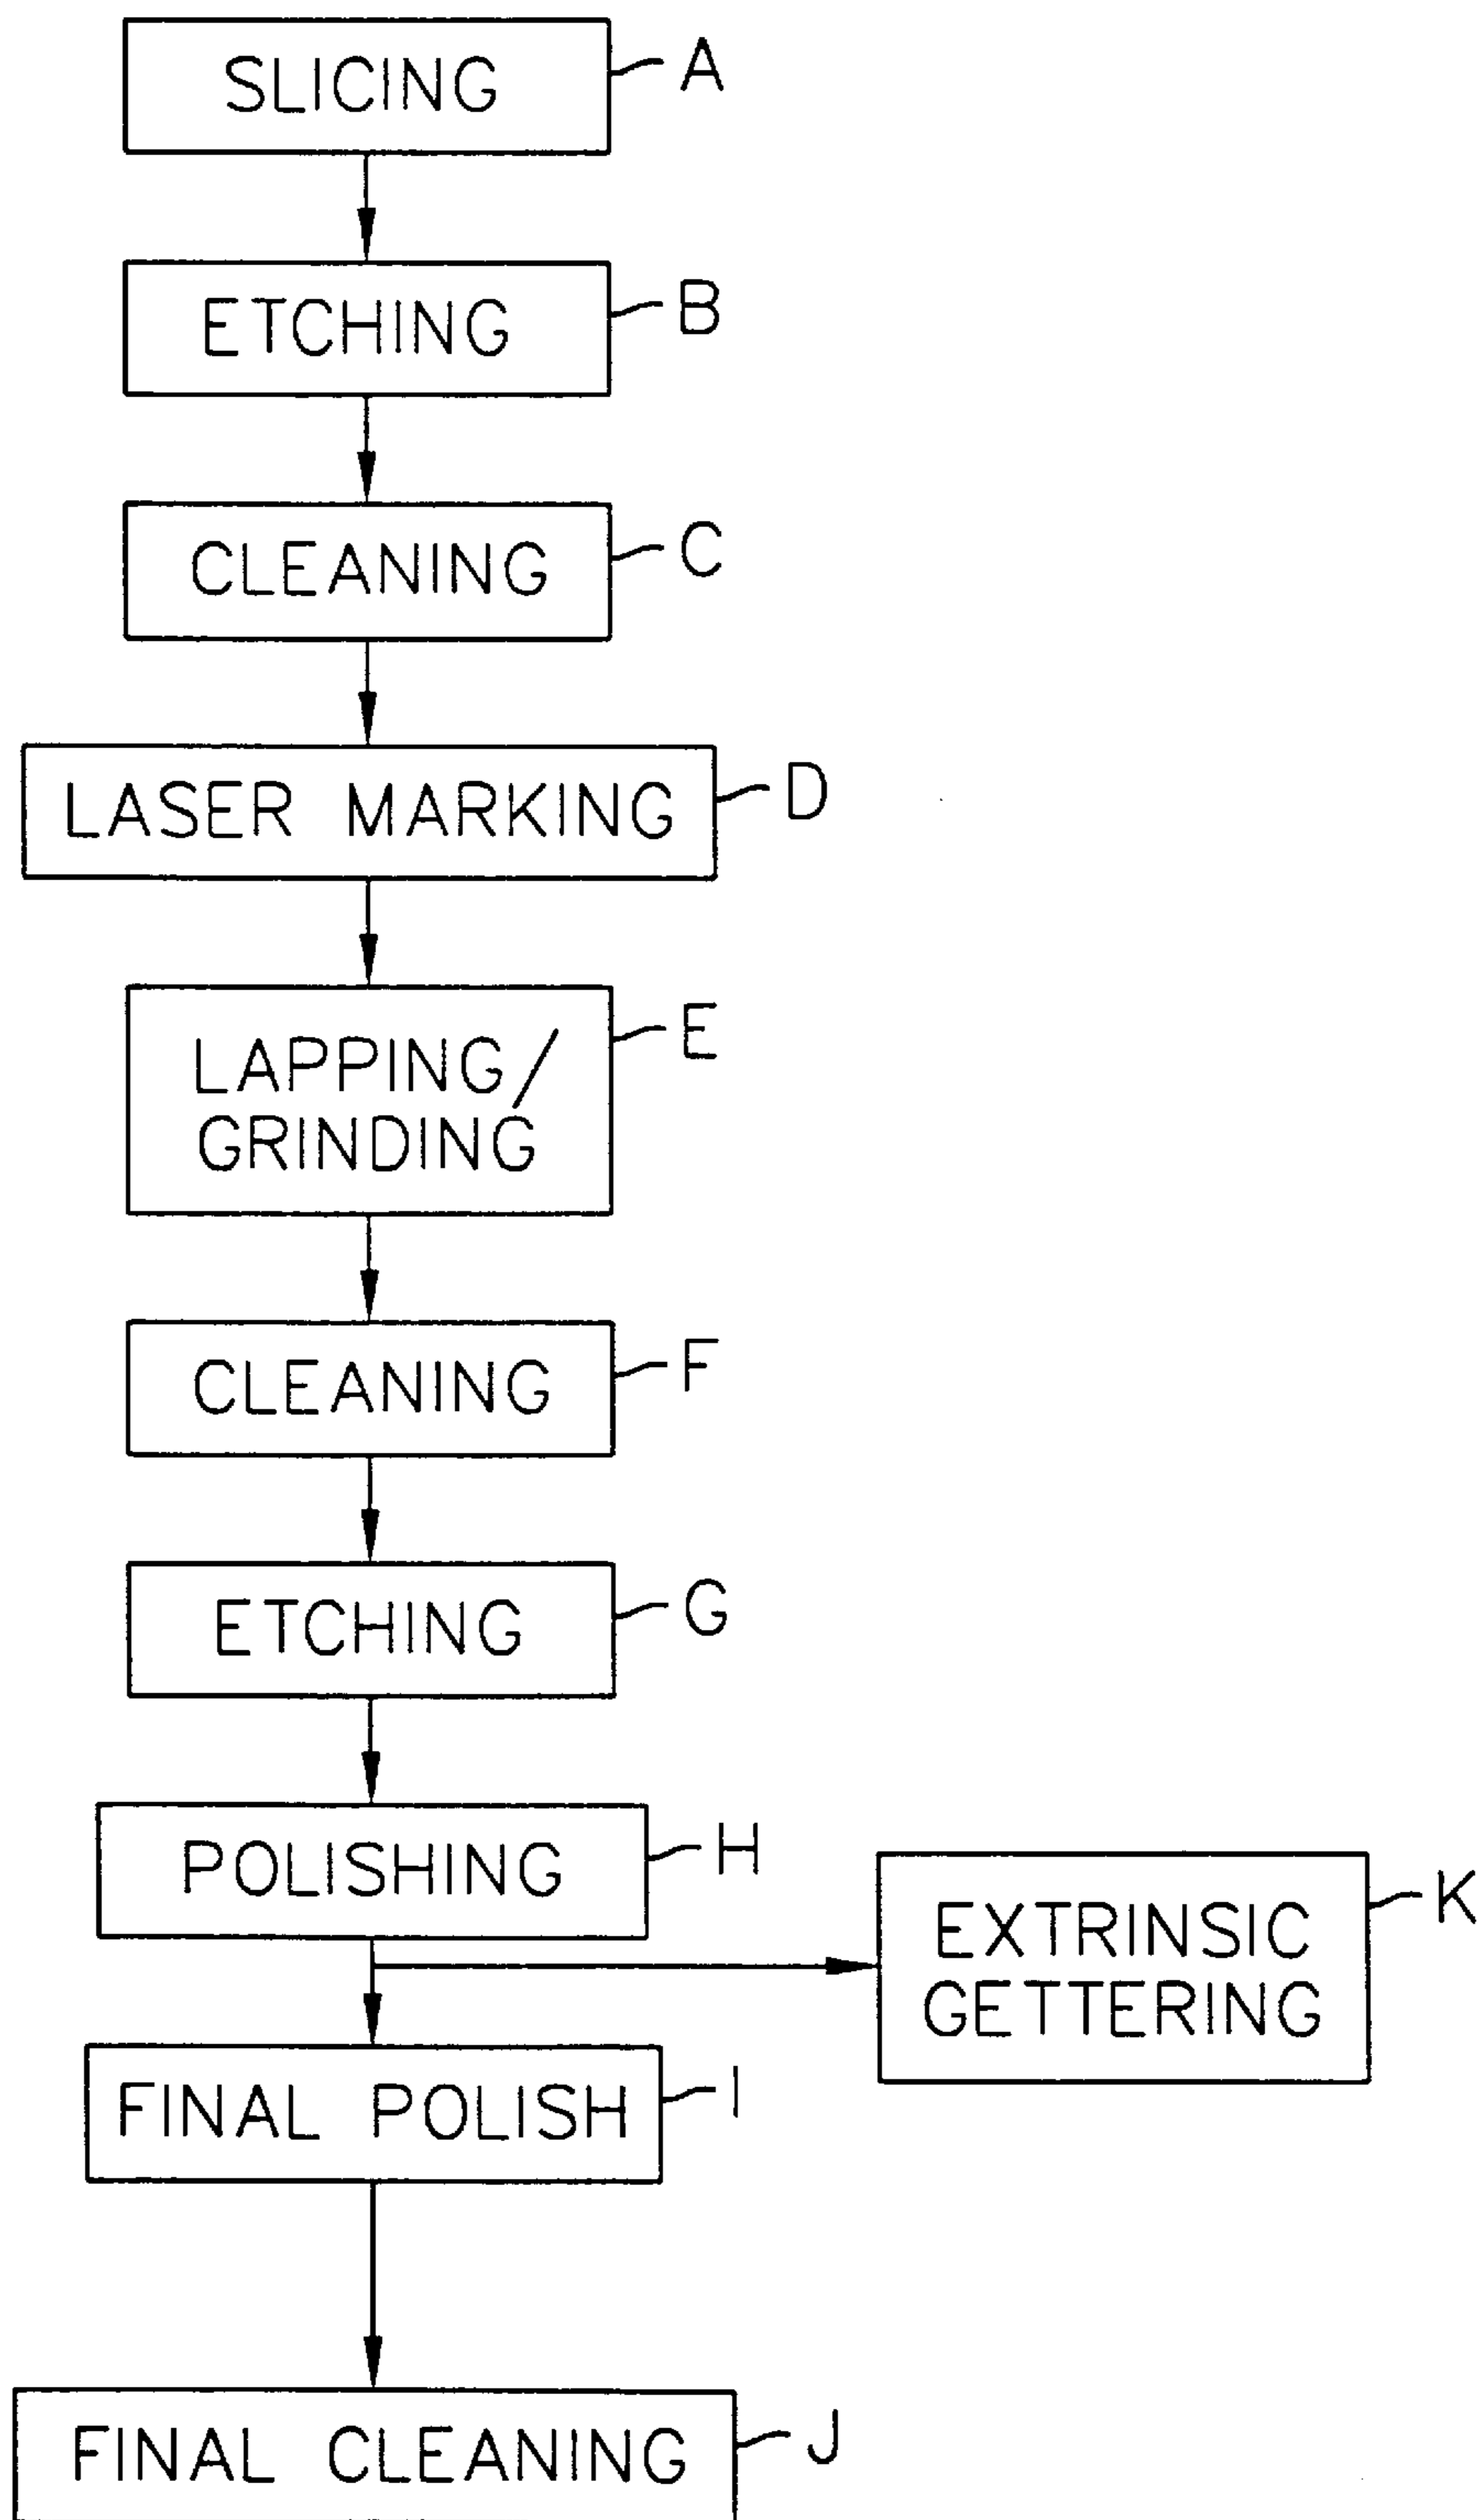 SLICING
A
ETCHING
B
CLEANING
C
LASER MARKING
D
LAPPING/
GRINDING
E
CLEANING
F
ETCHING
G
POLISHING
H
EXTRINSIC
GETTERING
K
FINAL POLISH
I
FINAL CLEANING
J